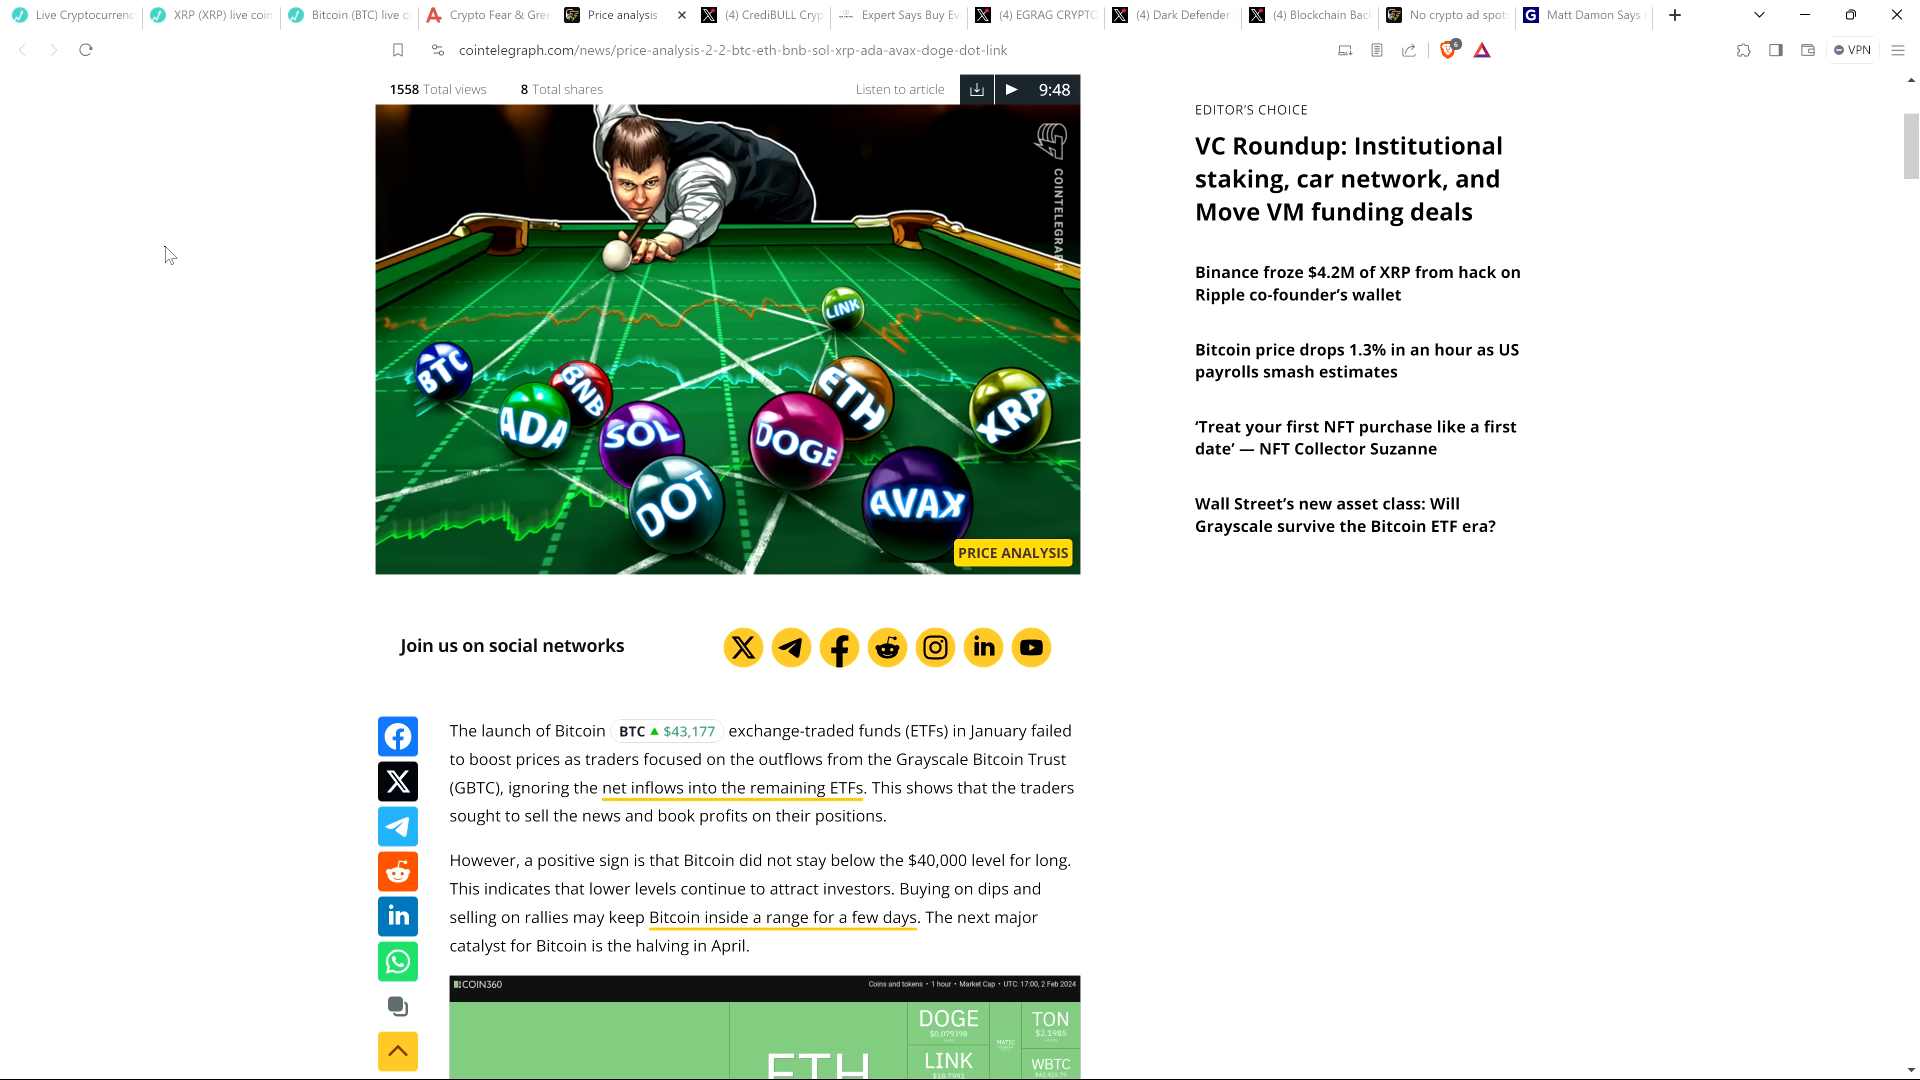 Live Cryptocurrenc
XRP (XRP) live coin
Bitcoin (BTC) live co
Crypto Fear & Gree
Price analysis
(4) CrediBULL Cryp
Expert Says Buy Ev
(4) EGRAG CRYPTO
(4) Dark Defender
(4) Blockchain Back
No crypto ad spots
Matt Damon Says
cointelegraph.com/news/price-analysis-2-2-btc-eth-bnb-sol-xrp-ada-avax-doge-dot-link
6
VPN
1558 Total views
8 Total shares
Listen to article
9:48
COINTELEGRAPH
LINK
BTC
BNB
ETH
ADA
SOL
DOGE
XRP
DOT
AVAX
PRICE ANALYSIS
EDITOR'S CHOICE
VC Roundup: Institutional
staking, car network, and
Move VM funding deals
Binance froze $4.2M of XRP from hack on
Ripple co-founder’s wallet
Bitcoin price drops 1.3% in an hour as US
payrolls smash estimates
‘Treat your first NFT purchase like a first
date’ — NFT Collector Suzanne
Wall Street’s new asset class: Will
Grayscale survive the Bitcoin ETF era?
Join us on social networks
The launch of Bitcoin BTC ▲ $43,177 exchange-traded funds (ETFs) in January failed
to boost prices as traders focused on the outflows from the Grayscale Bitcoin Trust
(GBTC), ignoring the net inflows into the remaining ETFs. This shows that the traders
sought to sell the news and book profits on their positions.
However, a positive sign is that Bitcoin did not stay below the $40,000 level for long.
This indicates that lower levels continue to attract investors. Buying on dips and
selling on rallies may keep Bitcoin inside a range for a few days. The next major
catalyst for Bitcoin is the halving in April.
COIN360
Coins and tokens • 1 hour • Market Cap • UTC: 17:00, 2 Feb 2024
DOGE
$0.079398
TON
$2.1985
MATIC
ETH
LINK
$18.7991
WBTC